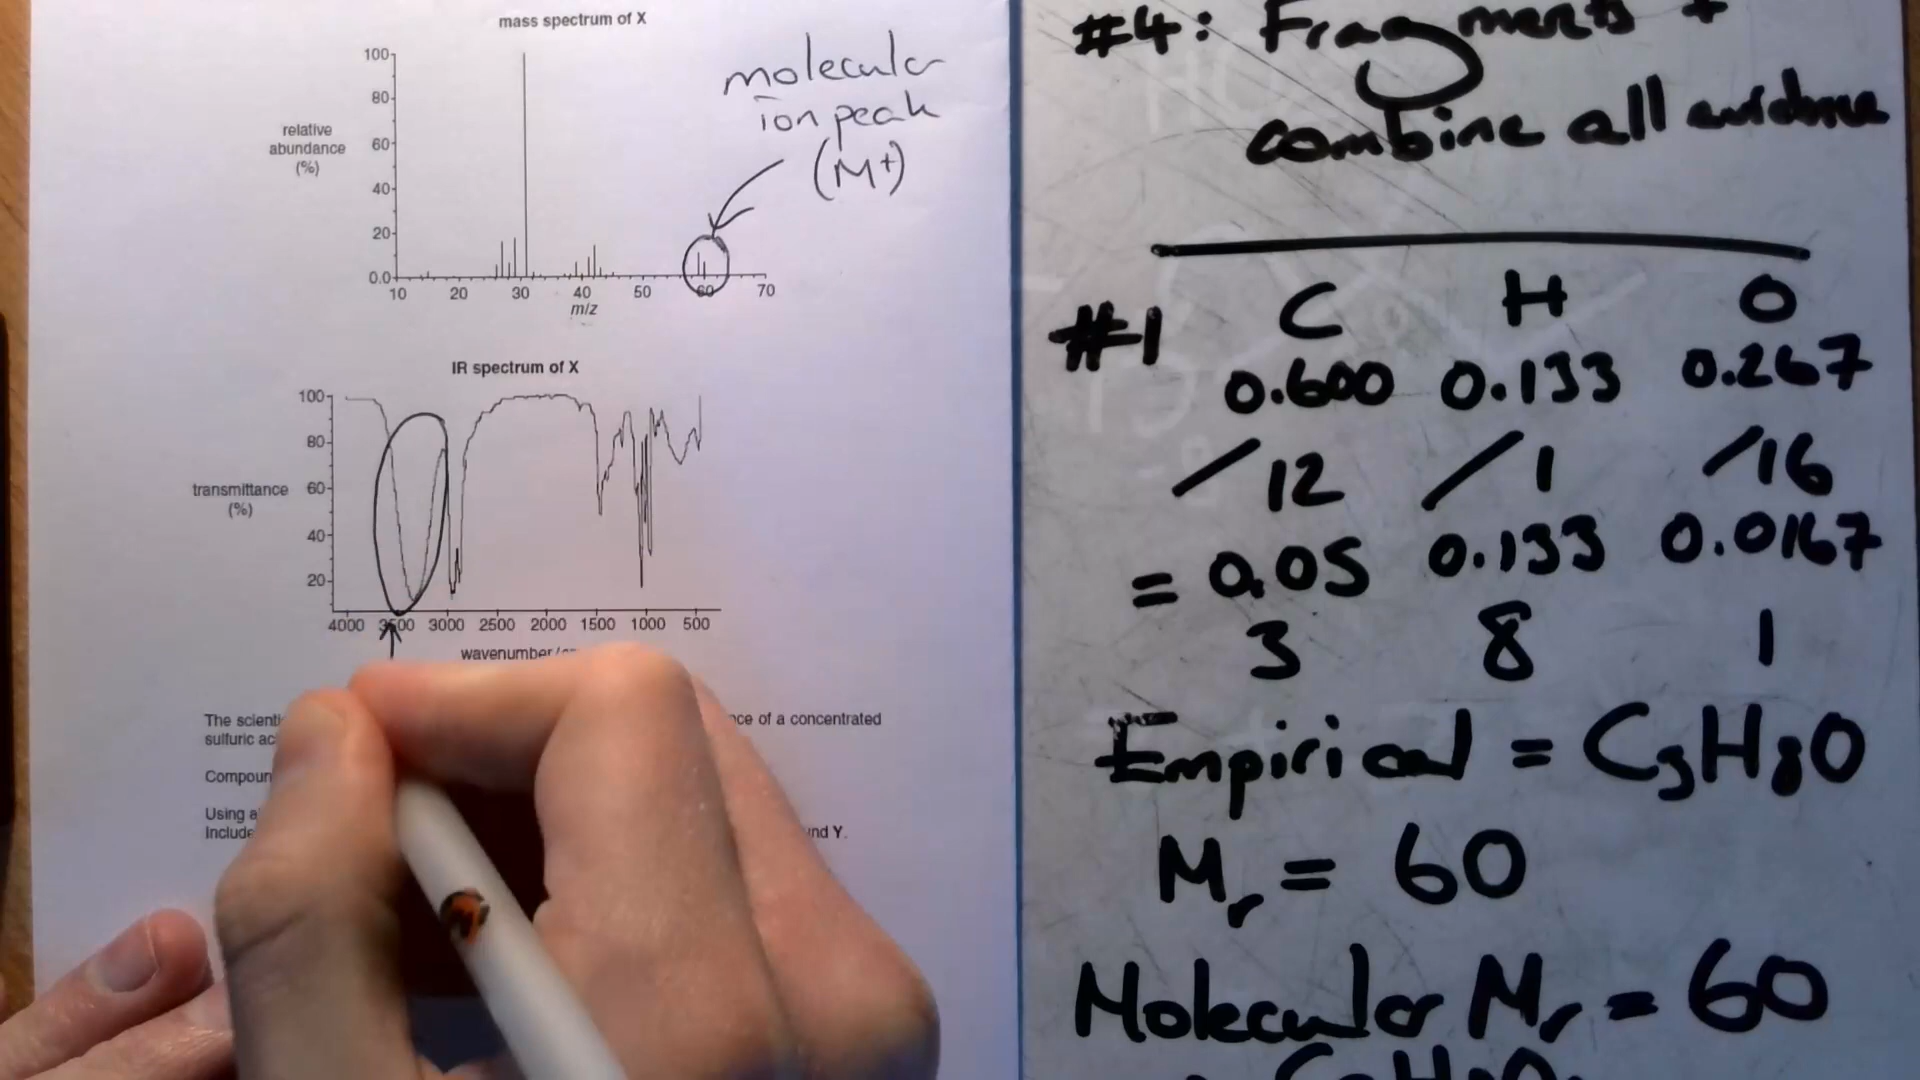 mass spectrum of X
100
80
60
40
20
0.0
relative
abundance
(%)
10 20 30 40 50 60 70
m/z
molecular
ion peak
(M+)
IR spectrum of X
100
80
60
40
20
transmittance
(%)
4000 3500 3000 2500 2000 1500 1000 500
wavenumber
The scienti
ce of a concentrated
sulfuric ac
Compoun
Using a
Include
nd Y.
#4: Fragments +
combine all evidence
#1 C H O
0.600 0.133 0.267
/12 /1 /16
= 0.05 0.133 0.0167
3 8 1
Empirical = C3H8O
Mr = 60
Molecular Mr = 60